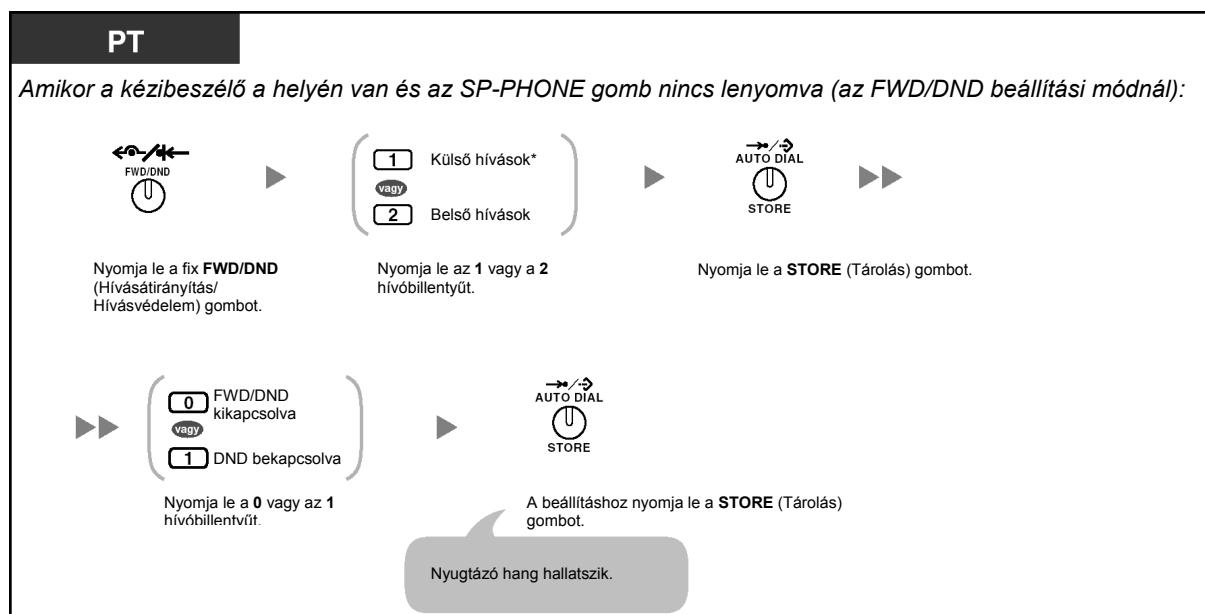 PT
Amikor a kézibeszélő a helyén van és az SP-PHONE gomb nincs lenyomva (az FWD/DND beállítási módnál):
FWD/DND
1 Külső hívások*
vagy
2 Belső hívások
AUTO DIAL
STORE
Nyomja le a fix FWD/DND
(Hívásátirányítás/
Hívásvédelem) gombot.
Nyomja le az 1 vagy a 2
hívóbillentyűt.
Nyomja le a STORE (Tárolás) gombot.
0 FWD/DND
kikapcsolva
vagy
1 DND bekapcsolva
AUTO DIAL
STORE
Nyomja le a 0 vagy az 1
hívóbillentyűt.
A beállításhoz nyomja le a STORE (Tárolás)
gombot.
Nyugtázó hang hallatszik.